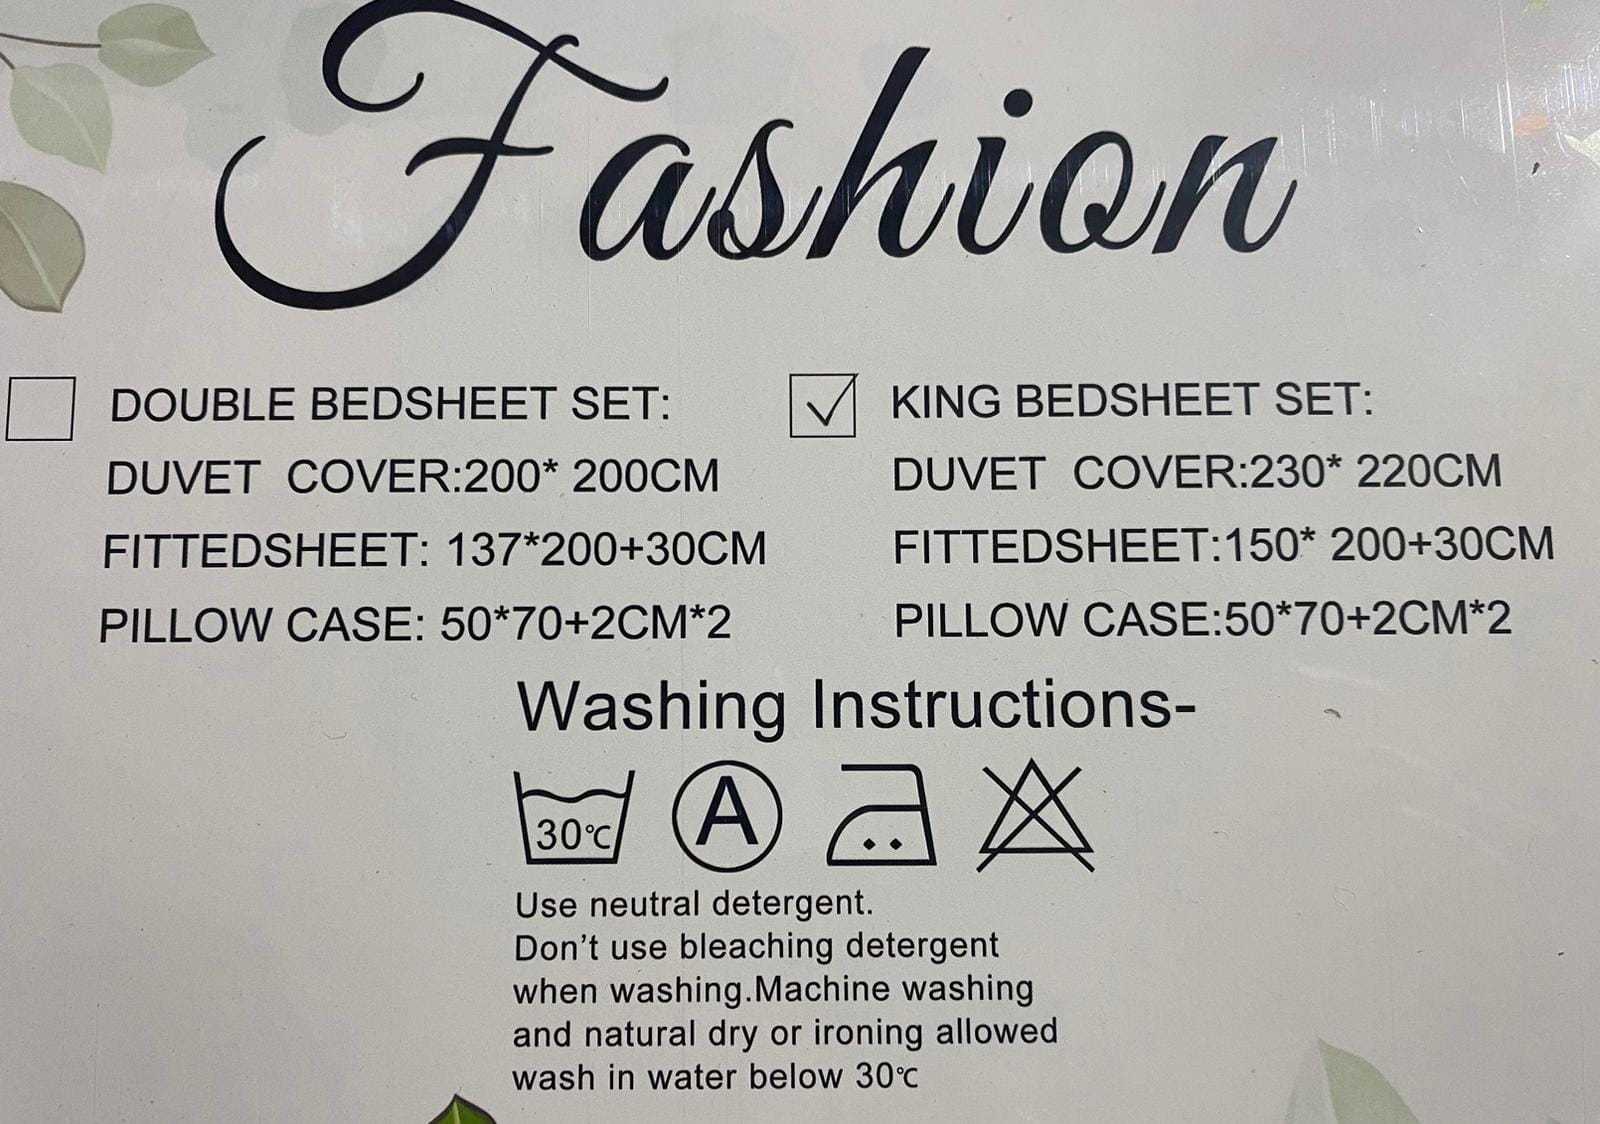 Fashion
DOUBLE BEDSHEET SET:
DUVET COVER:200* 200CM
FITTEDSHEET: 137*200+30CM
PILLOW CASE: 50*70+2CM*2
KING BEDSHEET SET:
DUVET COVER:230* 220CM
FITTEDSHEET:150* 200+30CM
PILLOW CASE:50*70+2CM*2
Washing Instructions-
30℃ A
Use neutral detergent.
Don’t use bleaching detergent
when washing.Machine washing
and natural dry or ironing allowed
wash in water below 30℃